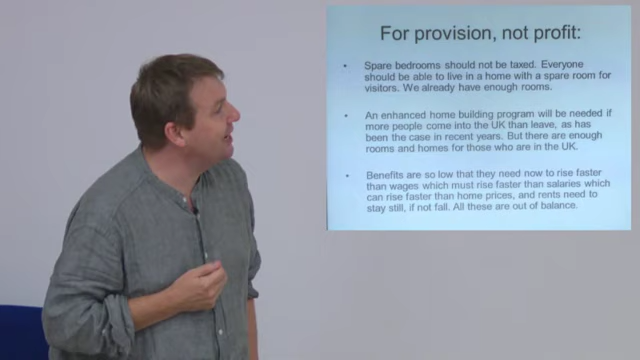 For provision, not profit:
• Spare bedrooms should not be taxed. Everyone
should be able to live in a home with a spare room for
visitors. We already have enough rooms.
• An enhanced home building program will be needed if
more people come into the UK than leave, as has
been the case in recent years. But there are enough
rooms and homes for those who are in the UK.
• Benefits are so low that they need now to rise faster
than wages which must rise faster than salaries which
can rise faster than home prices, and rents need to
stay still, if not fall. All these are out of balance.